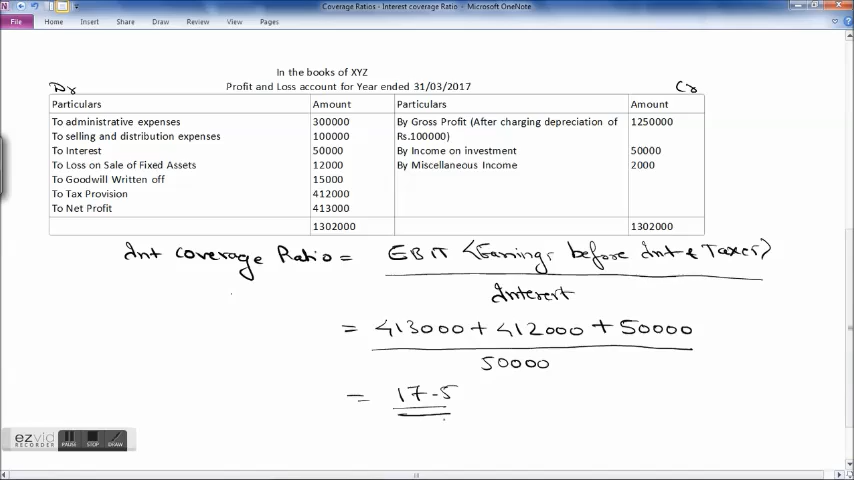 Coverage Ratios - Interest coverage Ratio - Microsoft OneNote
File Home Insert Share Draw Review View Pages
In the books of XYZ
Dr Profit and Loss account for Year ended 31/03/2017 Cr
Particulars Amount Particulars Amount
To administrative expenses 300000 By Gross Profit (After charging depreciation of 1250000
To selling and distribution expenses 100000 Rs.100000)
To Interest 50000 By Income on investment 50000
To Loss on Sale of Fixed Assets 12000 By Miscellaneous Income 2000
To Goodwill Written off 15000
To Tax Provision 412000
To Net Profit 413000
1302000 1302000
Int coverage Ratio = EBIT (Earnings before Int & Taxes)
Interest
= 413000 + 412000 + 50000
50000
= 17.5
ezvid
RECORDER
PAUSE STOP DRAW